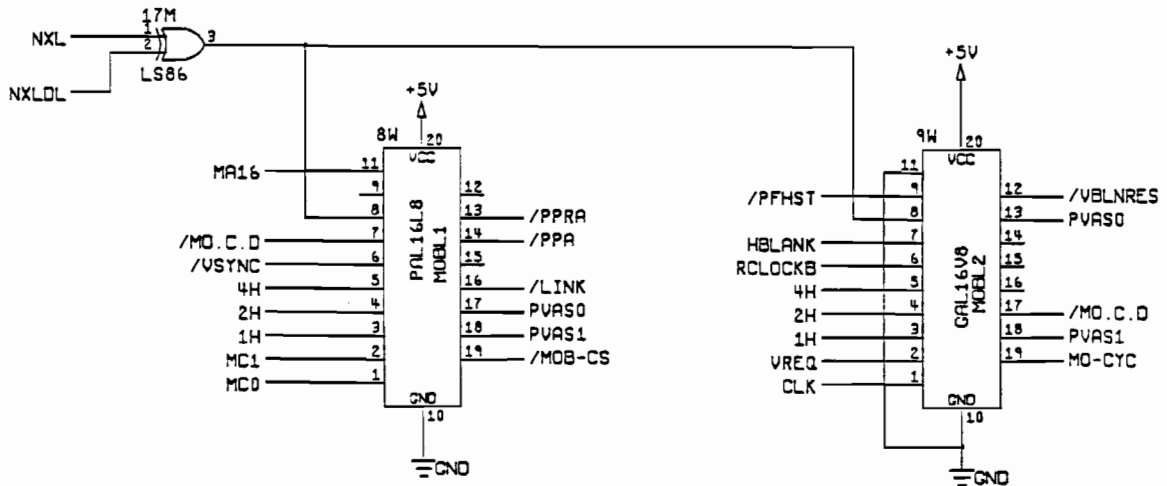 17M
NXL 1
2 3
LS86
NXLDL
+5V
8W 20
VCC
MA16 11
9 12
8 13 /PPRA
/MO.C.D 7 14 /PPA
/VSYNC 6 15
4H 5 16 /LINK
2H 4 17 PVAS0
1H 3 18 PVAS1
MC1 2 19 /MOB-CS
MC0 1
PAL16L8
MOBL1
GND
10
GND
+5V
9W 20
VCC
11
/PFHST 9 12 /VBLNRES
8 13 PVAS0
HBLANK 7 14
RCLOCKB 6 15
4H 5 16
2H 4 17 /MO.C.D
1H 3 18 PVAS1
VREQ 2 19 MO-CYC
CLK 1
GAL16V8
MOBL2
GND
10
GND